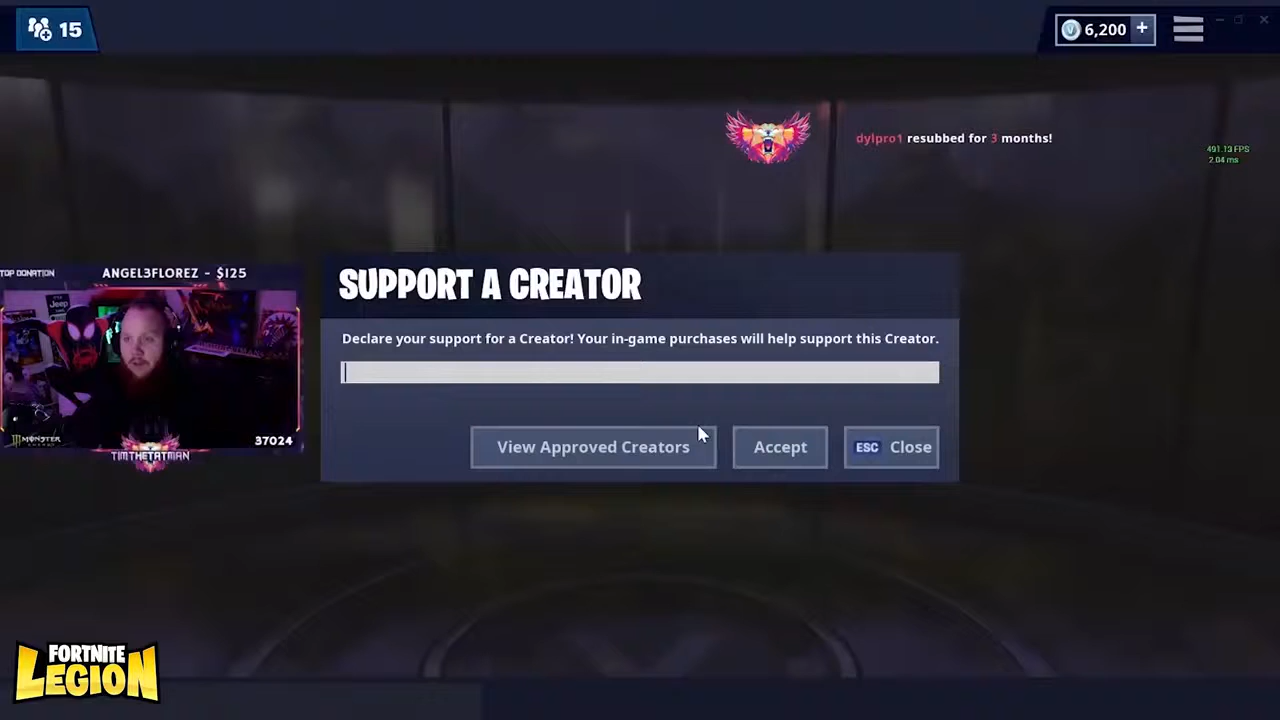 15
6,200 +
dylpro1 resubbed for 3 months!
491.13 FPS
2.04 ms
TOP DONATION
ANGEL3FLOREZ - $125
SUPPORT A CREATOR
Declare your support for a Creator! Your in-game purchases will help support this Creator.
View Approved Creators
Accept
ESC Close
Jeep
MONSTER
37024
TIMTHETATMAN
FORTNITE
LEGION